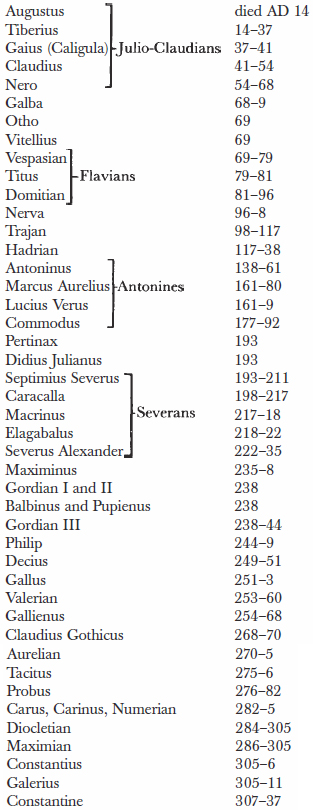 Augustus died AD 14
Tiberius 14–37
Gaius (Caligula) Julio-Claudians 37–41
Claudius 41–54
Nero 54–68
Galba 68–9
Otho 69
Vitellius 69
Vespasian 69–79
Titus Flavians 79–81
Domitian 81–96
Nerva 96–8
Trajan 98–117
Hadrian 117–38
Antoninus 138–61
Marcus Aurelius Antonines 161–80
Lucius Verus 161–9
Commodus 177–92
Pertinax 193
Didius Julianus 193
Septimius Severus 193–211
Caracalla 198–217
Macrinus Severans 217–18
Elagabalus 218–22
Severus Alexander 222–35
Maximinus 235–8
Gordian I and II 238
Balbinus and Pupienus 238
Gordian III 238–44
Philip 244–9
Decius 249–51
Gallus 251–3
Valerian 253–60
Gallienus 254–68
Claudius Gothicus 268–70
Aurelian 270–5
Tacitus 275–6
Probus 276–82
Carus, Carinus, Numerian 282–5
Diocletian 284–305
Maximian 286–305
Constantius 305–6
Galerius 305–11
Constantine 307–37